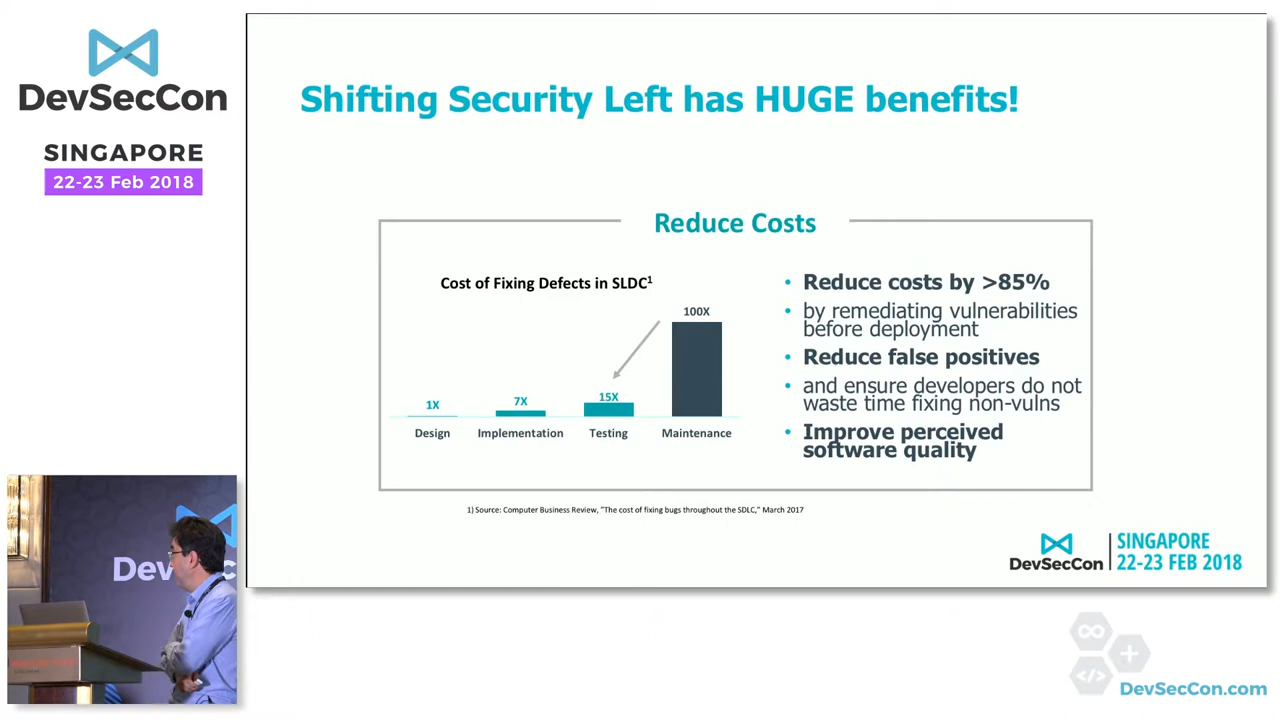 DevSecCon
SINGAPORE
22-23 Feb 2018
Shifting Security Left has HUGE benefits!
Reduce Costs
Cost of Fixing Defects in SLDC1
100X
15X
7X
1X
Design
Implementation
Testing
Maintenance
• Reduce costs by >85%
• by remediating vulnerabilities
before deployment
• Reduce false positives
• and ensure developers do not
waste time fixing non-vulns
• Improve perceived
software quality
1) Source: Computer Business Review, "The cost of fixing bugs throughout the SDLC," March 2017
DevSecCon
SINGAPORE
22-23 FEB 2018
DevSecCon.com